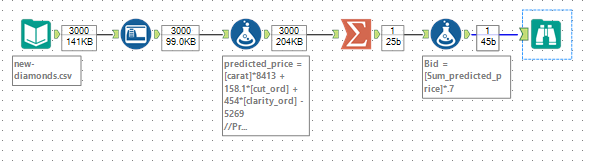 3000
141KB
3000
99.0KB
3000
204KB
1
25b
1
45b
new-
diamonds.csv
predicted_price =
[carat]*8413 +
158.1*[cut_ord] +
454*[clarity_ord] -
5269
//Pr...
Bid =
[Sum_predicted_p
rice]*.7